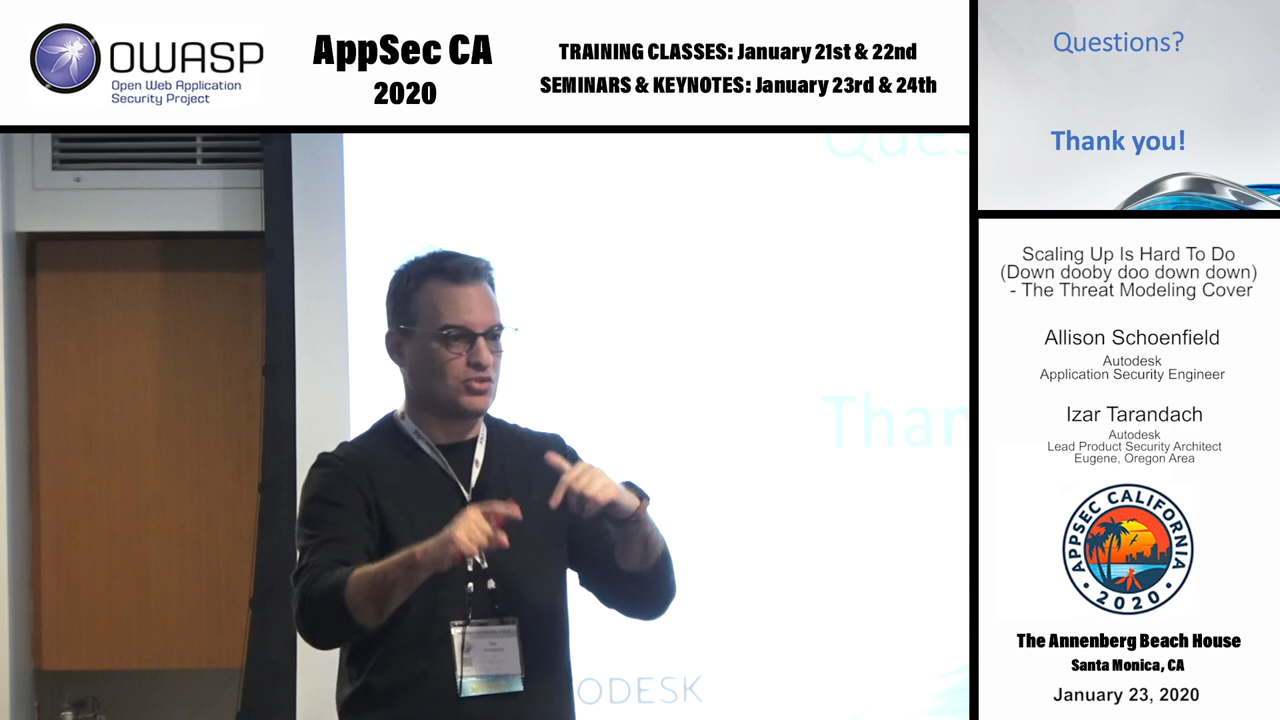 OWASP
Open Web Application
Security Project
AppSec CA
2020
TRAINING CLASSES: January 21st & 22nd
SEMINARS & KEYNOTES: January 23rd & 24th
Questions?
Thank you!
Ques
Than
ODESK
Scaling Up Is Hard To Do
(Down dooby doo down down)
- The Threat Modeling Cover
Allison Schoenfield
Autodesk
Application Security Engineer
Izar Tarandach
Autodesk
Lead Product Security Architect
Eugene, Oregon Area
APPSEC CALIFORNIA
• 2020 •
The Annenberg Beach House
Santa Monica, CA
January 23, 2020